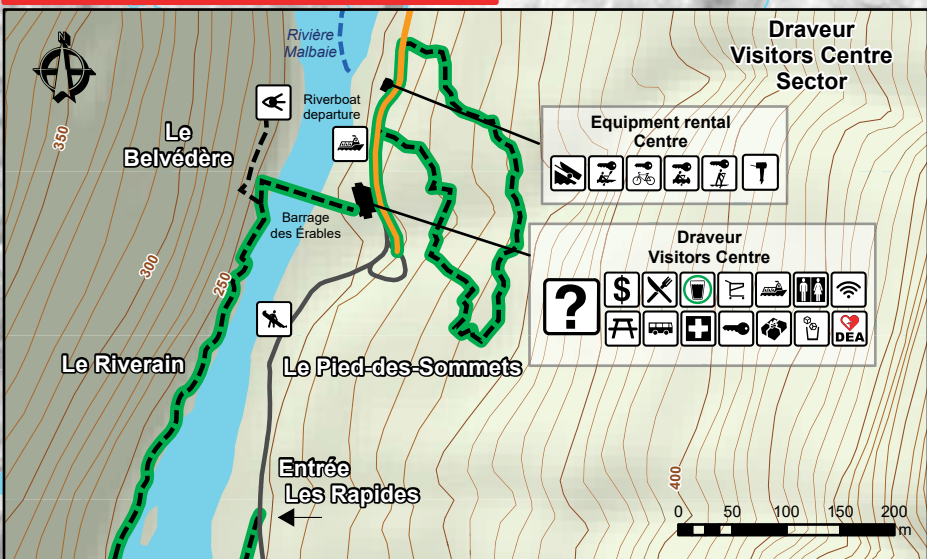 Draveur
Visitors Centre
Sector
N
Rivière
Malbaie
Riverboat
departure
350
Le
Belvédère
Equipment rental
Centre
Barrage
des Érables
Draveur
Visitors Centre
?
$
DEA
300
250
Le Riverain
Le Pied-des-Sommets
Entrée
Les Rapides
400
0 50 100 150 200
m